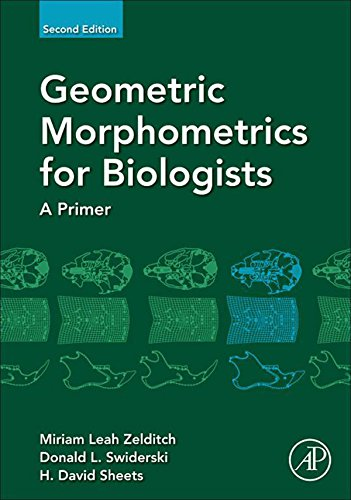 Second Edition
Geometric
Morphometrics
for Biologists
A Primer
Miriam Leah Zelditch
Donald L. Swiderski
H. David Sheets
AP